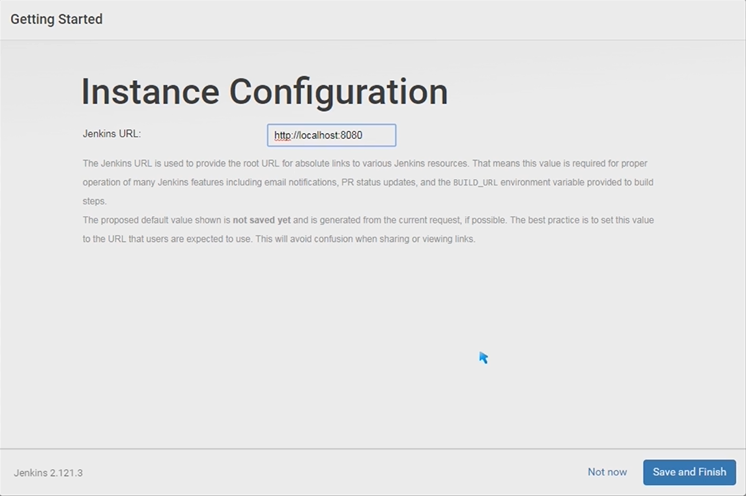 Getting Started
Instance Configuration
Jenkins URL: http://localhost:8080
The Jenkins URL is used to provide the root URL for absolute links to various Jenkins resources. That means this value is required for proper
operation of many Jenkins features including email notifications, PR status updates, and the BUILD_URL environment variable provided to build
steps.
The proposed default value shown is not saved yet and is generated from the current request, if possible. The best practice is to set this value
to the URL that users are expected to use. This will avoid confusion when sharing or viewing links.
Jenkins 2.121.3 Not now Save and Finish